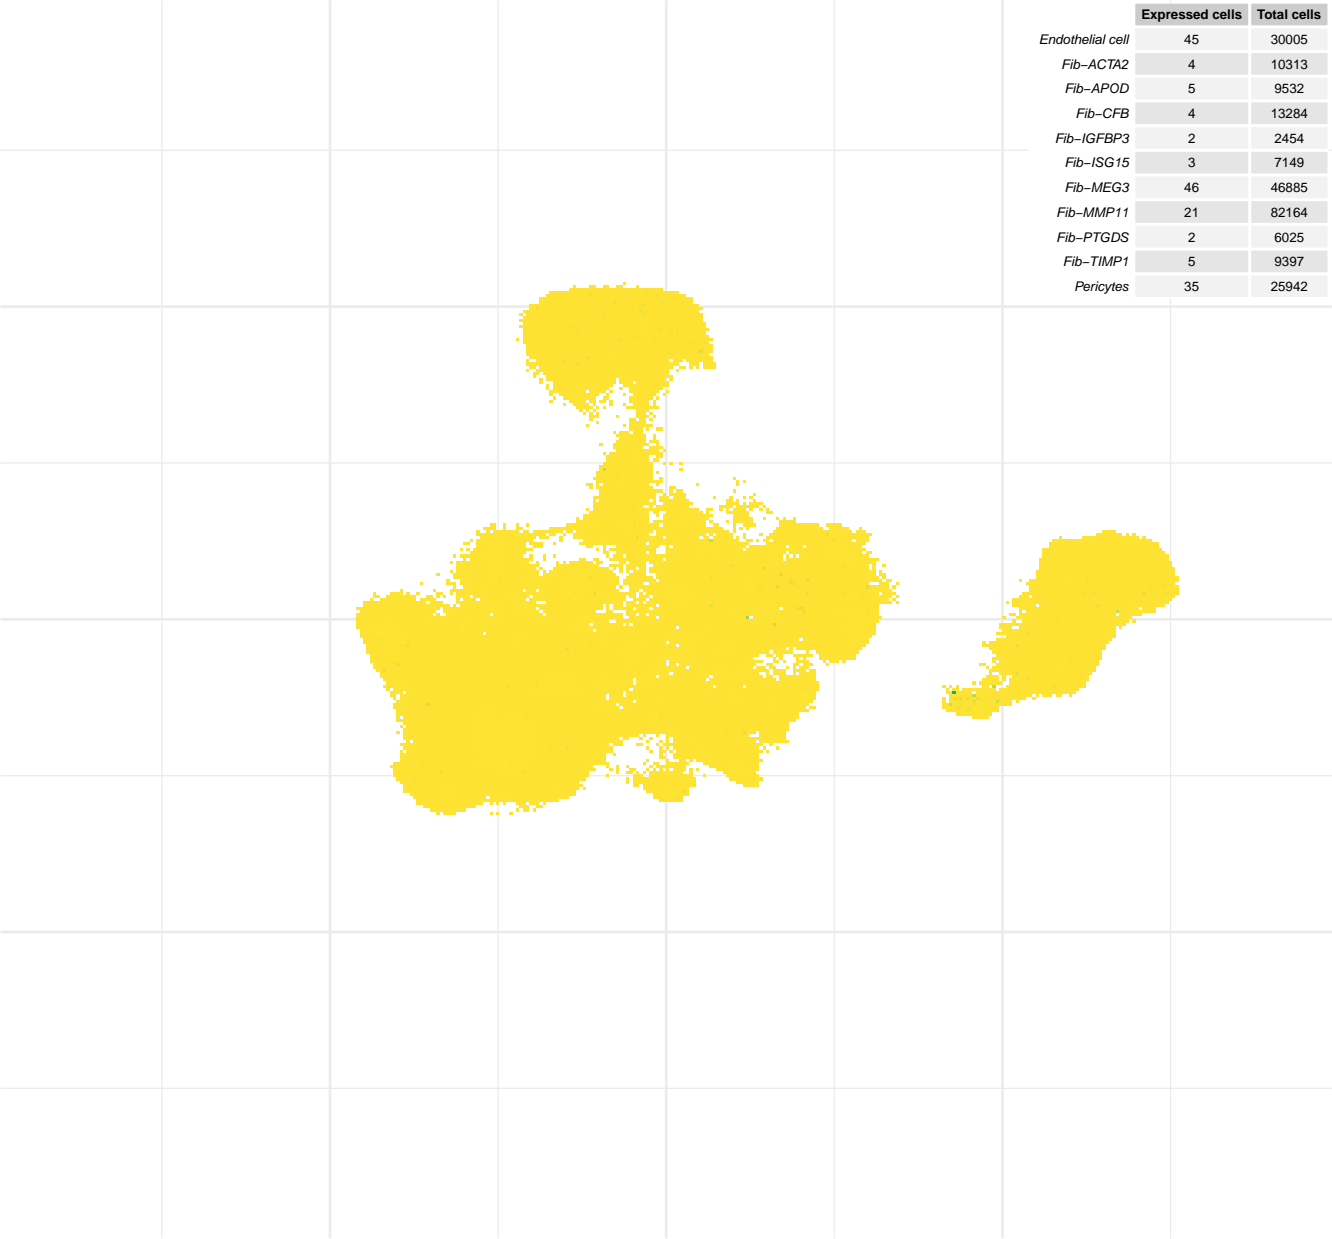 Expressed cells Total cells
Endothelial cell 45 30005
Fib−ACTA2 4 10313
Fib−APOD 5 9532
Fib−CFB 4 13284
Fib−IGFBP3 2 2454
Fib−ISG15 3 7149
Fib−MEG3 46 46885
Fib−MMP11 21 82164
Fib−PTGDS 2 6025
Fib−TIMP1 5 9397
Pericytes 35 25942